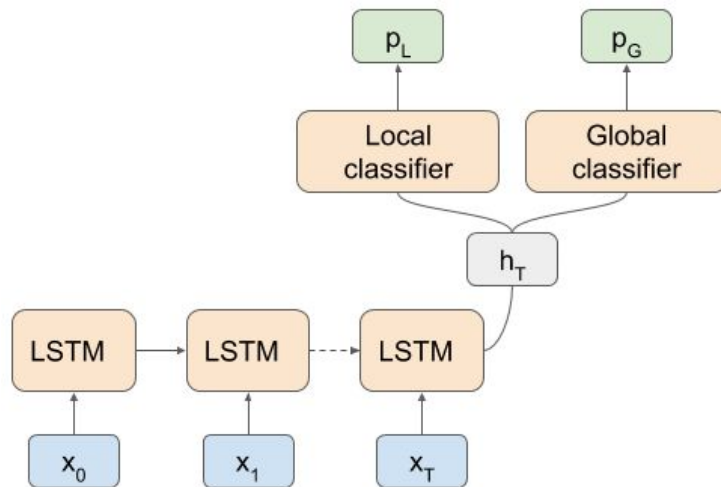 p_L
p_G
Local
classifier
Global
classifier
h_T
LSTM
LSTM
LSTM
x_0
x_1
x_T